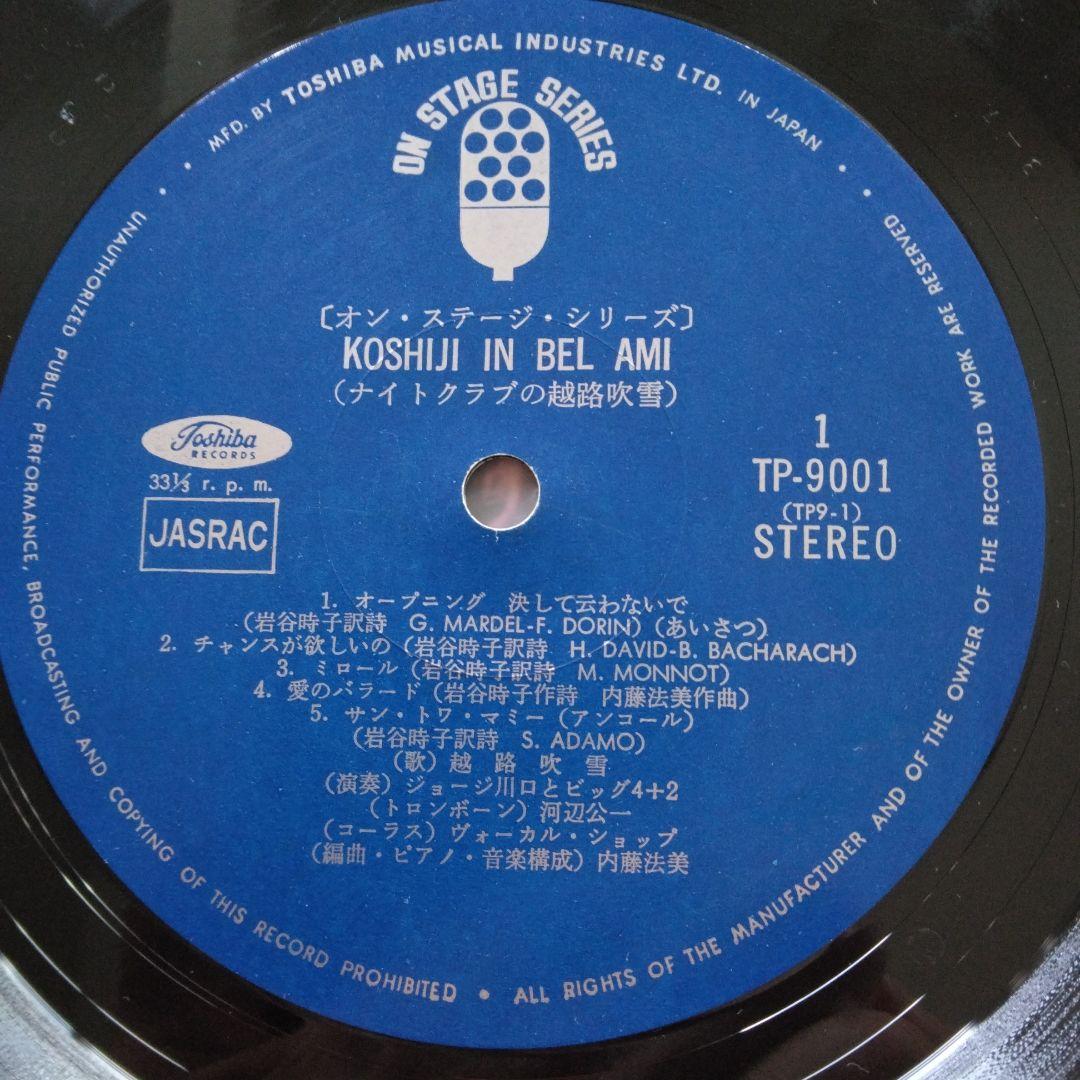 MFD. BY TOSHIBA MUSICAL INDUSTRIES LTD. IN JAPAN
ON STAGE SERIES
〔オン・ステージ・シリーズ〕
KOSHIJI IN BEL AMI
(ナイトクラブの越路吹雪)
Toshiba
RECORDS
33⅓ r. p. m.
JASRAC
1
TP-9001
(TP9-1)
STEREO
1. オープニング 決して云わないで
(岩谷時子訳詩 G. MARDEL-F. DORIN) (あいさつ)
2. チャンスが欲しいの (岩谷時子訳詩 H. DAVID-B. BACHARACH)
3. ミロール (岩谷時子訳詩 M. MONNOT)
4. 愛のバラード (岩谷時子作詩 内藤法美作曲)
5. サン・トワ・マミー (アンコール)
(岩谷時子訳詩 S. ADAMO)
(歌) 越路吹雪
(演奏) ジョージ川口とビッグ4+2
(トロンボーン) 河辺公一
(コーラス) ヴォーカル・ショップ
(編曲・ピアノ・音楽構成) 内藤法美
UNAUTHORIZED PUBLIC PERFORMANCE, BROADCASTING AND COPYING OF THIS RECORD PROHIBITED • ALL RIGHTS OF THE MANUFACTURER AND OF THE OWNER OF THE RECORDED WORK ARE RESERVED